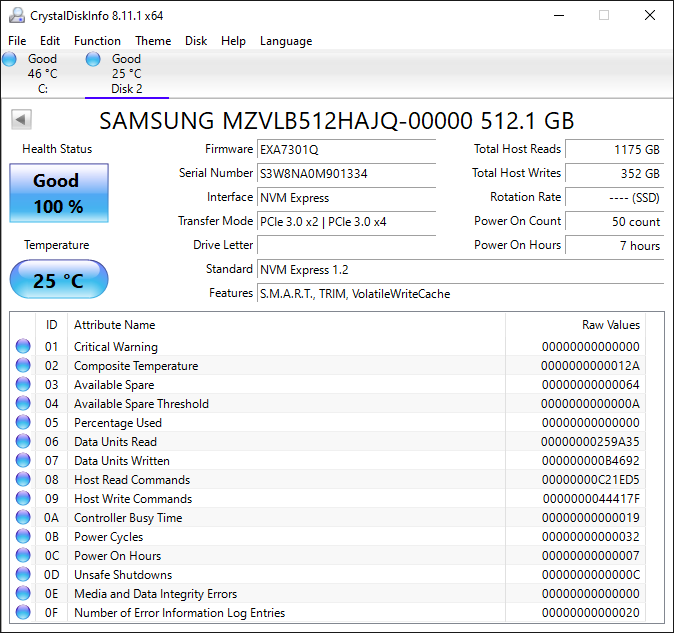 CrystalDiskInfo 8.11.1 x64
File Edit Function Theme Disk Help Language
Good Good
46 °C 25 °C
C: Disk 2
SAMSUNG MZVLB512HAJQ-00000 512.1 GB
Health Status
Good
100 %
Temperature
25 °C
Firmware EXA7301Q
Serial Number S3W8NA0M901334
Interface NVM Express
Transfer Mode PCIe 3.0 x2 | PCIe 3.0 x4
Drive Letter
Standard NVM Express 1.2
Features S.M.A.R.T., TRIM, VolatileWriteCache
Total Host Reads 1175 GB
Total Host Writes 352 GB
Rotation Rate ---- (SSD)
Power On Count 50 count
Power On Hours 7 hours
ID Attribute Name Raw Values
01 Critical Warning 00000000000000
02 Composite Temperature 0000000000012A
03 Available Spare 00000000000064
04 Available Spare Threshold 0000000000000A
05 Percentage Used 00000000000000
06 Data Units Read 00000000259A35
07 Data Units Written 000000000B4692
08 Host Read Commands 00000000C21ED5
09 Host Write Commands 0000000044417F
0A Controller Busy Time 00000000000019
0B Power Cycles 00000000000032
0C Power On Hours 00000000000007
0D Unsafe Shutdowns 0000000000000C
0E Media and Data Integrity Errors 00000000000000
0F Number of Error Information Log Entries 00000000000020